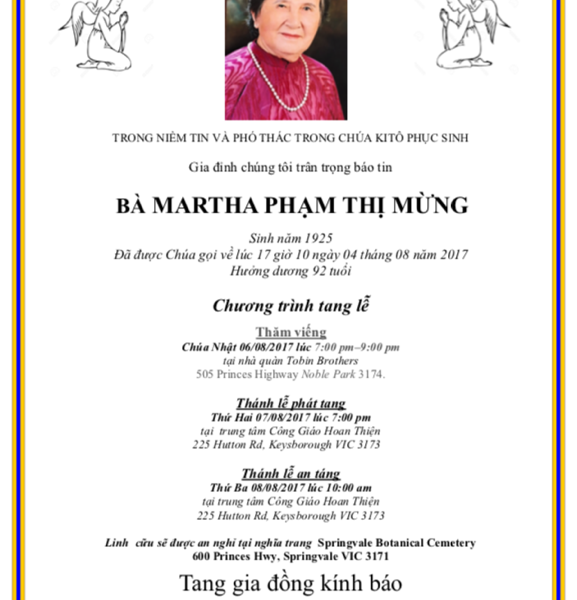 TRONG NIỀM TIN VÀ PHÓ THÁC TRONG CHÚA KITÔ PHỤC SINH
Gia đình chúng tôi trân trọng báo tin
BÀ MARTHA PHẠM THỊ MỪNG
Sinh năm 1925
Đã được Chúa gọi về lúc 17 giờ 10 ngày 04 tháng 08 năm 2017
Hưởng dương 92 tuổi
Chương trình tang lễ
Thăm viếng
Chúa Nhật 06/08/2017 lúc 7:00 pm–9:00 pm
tại nhà quàn Tobin Brothers
505 Princes Highway Noble Park 3174.
Thánh lễ phát tang
Thứ Hai 07/08/2017 lúc 7:00 pm
tại trung tâm Công Giáo Hoan Thiện
225 Hutton Rd, Keysborough VIC 3173
Thánh lễ an táng
Thứ Ba 08/08/2017 lúc 10:00 am
tại trung tâm Công Giáo Hoan Thiện
225 Hutton Rd, Keysborough VIC 3173
Linh cữu sẽ được an nghỉ tại nghĩa trang Springvale Botanical Cemetery
600 Princes Hwy, Springvale VIC 3171
Tang gia đồng kính báo